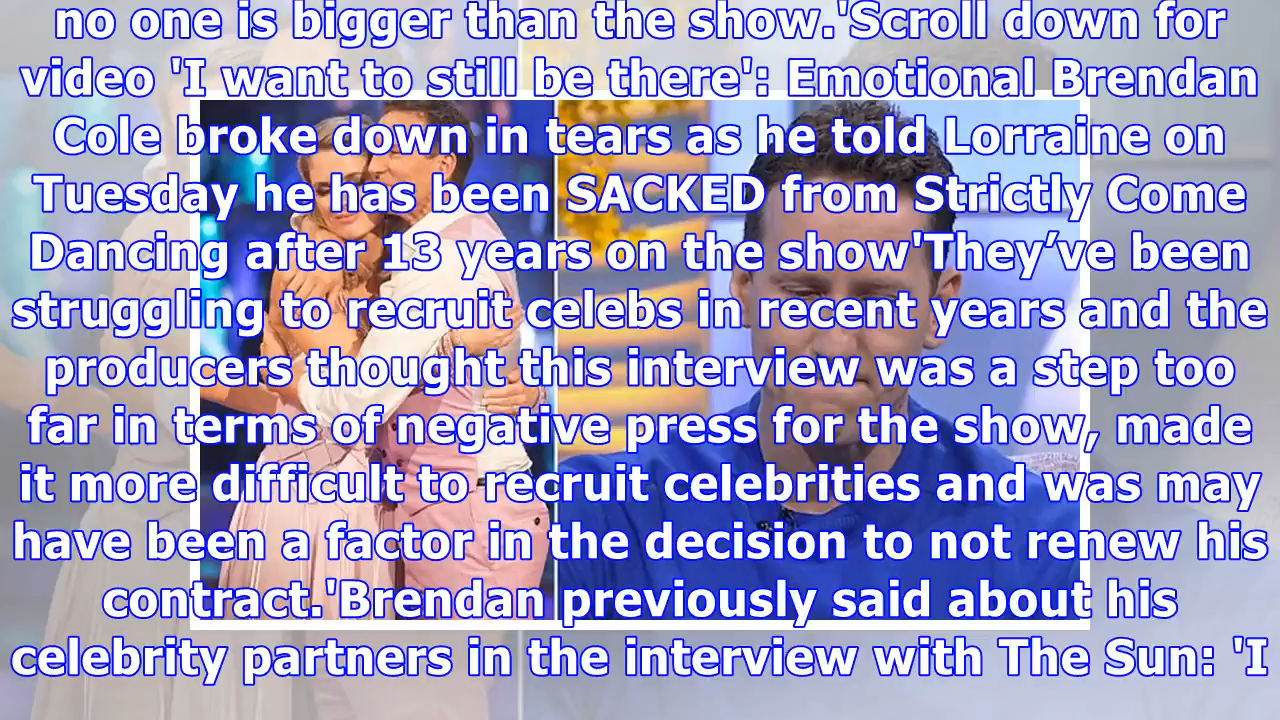 no one is bigger than the show.'Scroll down for
video 'I want to still be there': Emotional Brendan
Cole broke down in tears as he told Lorraine on
Tuesday he has been SACKED from Strictly Come
Dancing after 13 years on the show'They’ve been
struggling to recruit celebs in recent years and the
producers thought this interview was a step too
far in terms of negative press for the show, made
it more difficult to recruit celebrities and was may
have been a factor in the decision to not renew his
contract.'Brendan previously said about his
celebrity partners in the interview with The Sun: 'I